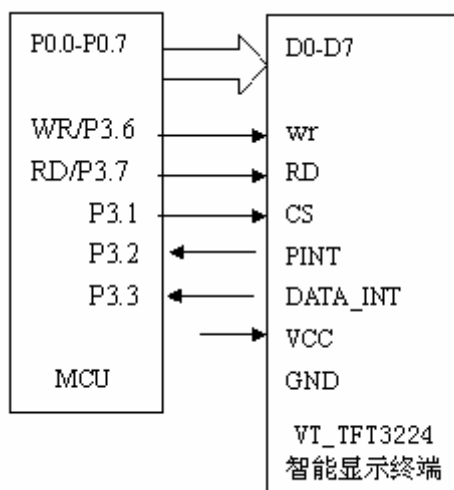 P0.0-P0.7 D0-D7
WR/P3.6 wr
RD/P3.7 RD
P3.1 CS
P3.2 PINT
P3.3 DATA_INT
VCC
MCU GND
VT_TFT3224
智能显示终端